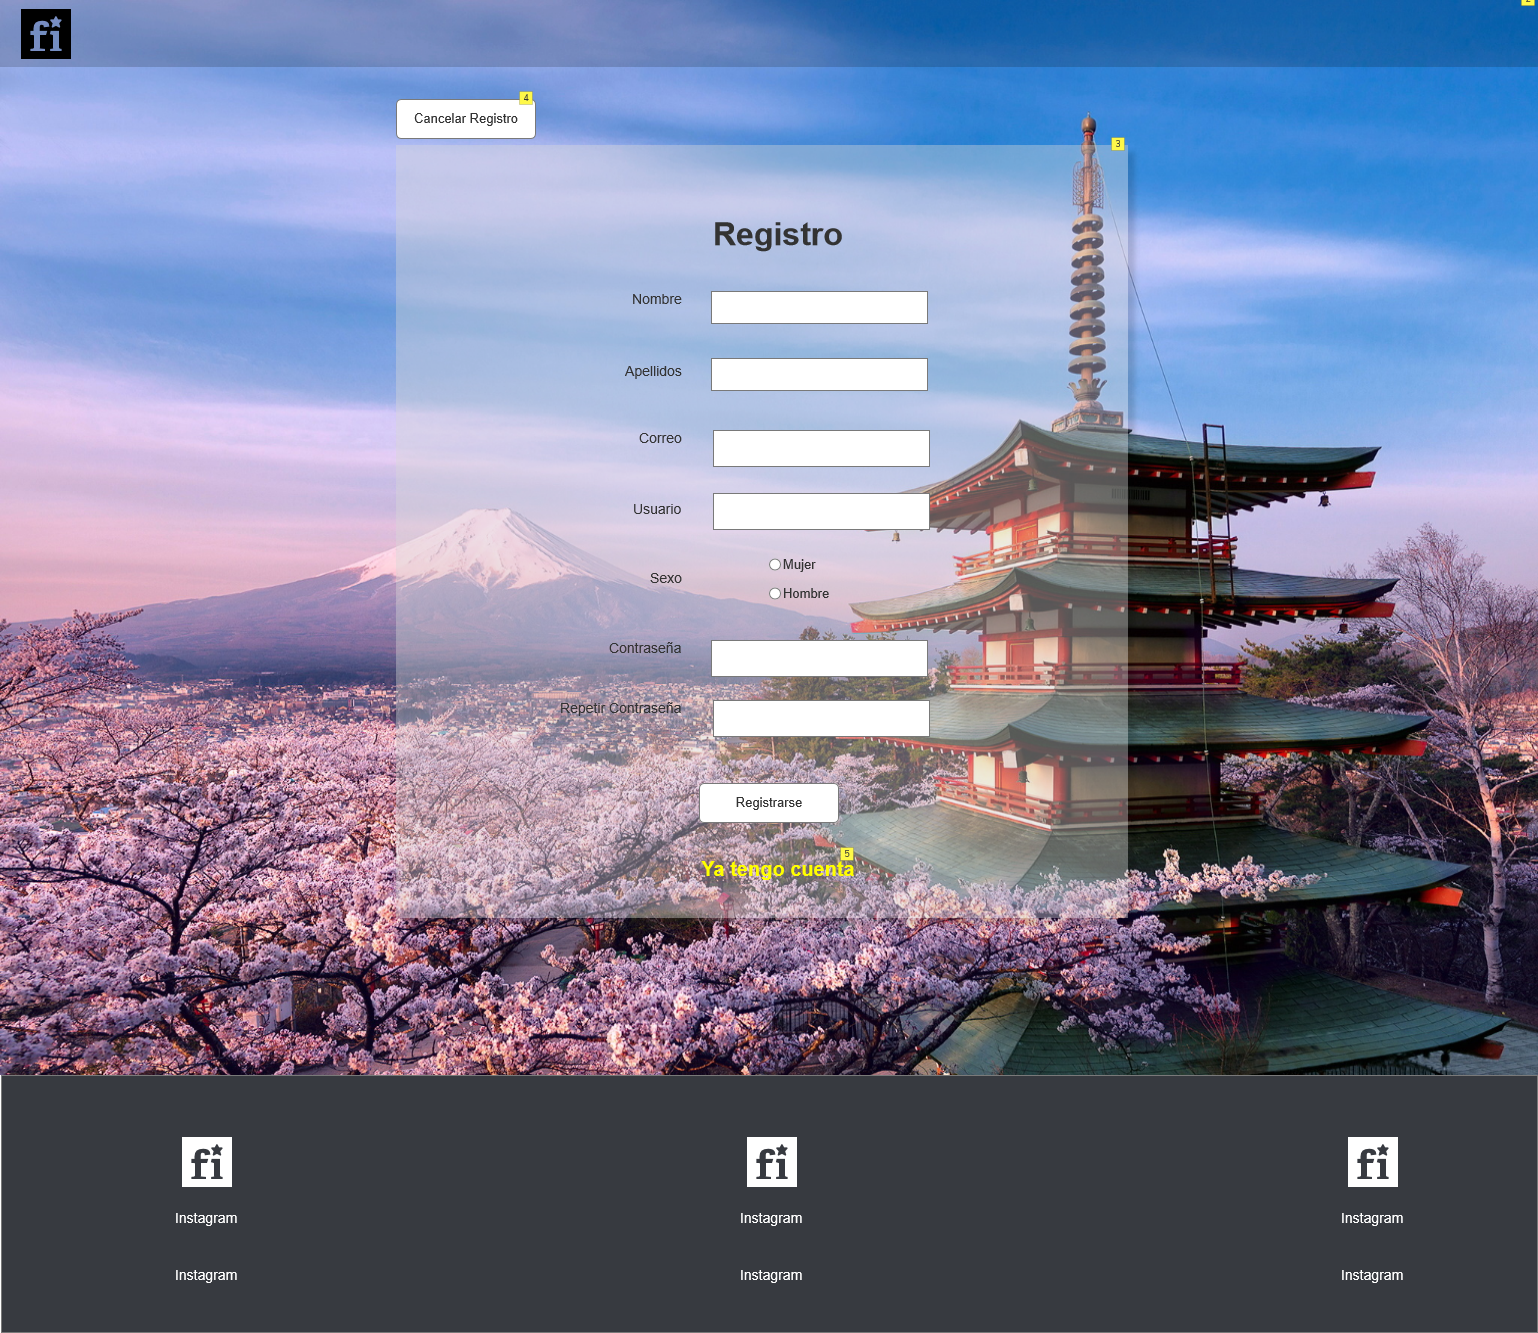 fi
4
Cancelar Registro
3
Registro
Nombre
Apellidos
Correo
Usuario
Mujer
Sexo
Hombre
Contraseña
Repetir Contraseña
Registrarse
5
Ya tengo cuenta
fi fi fi
Instagram Instagram Instagram
Instagram Instagram Instagram